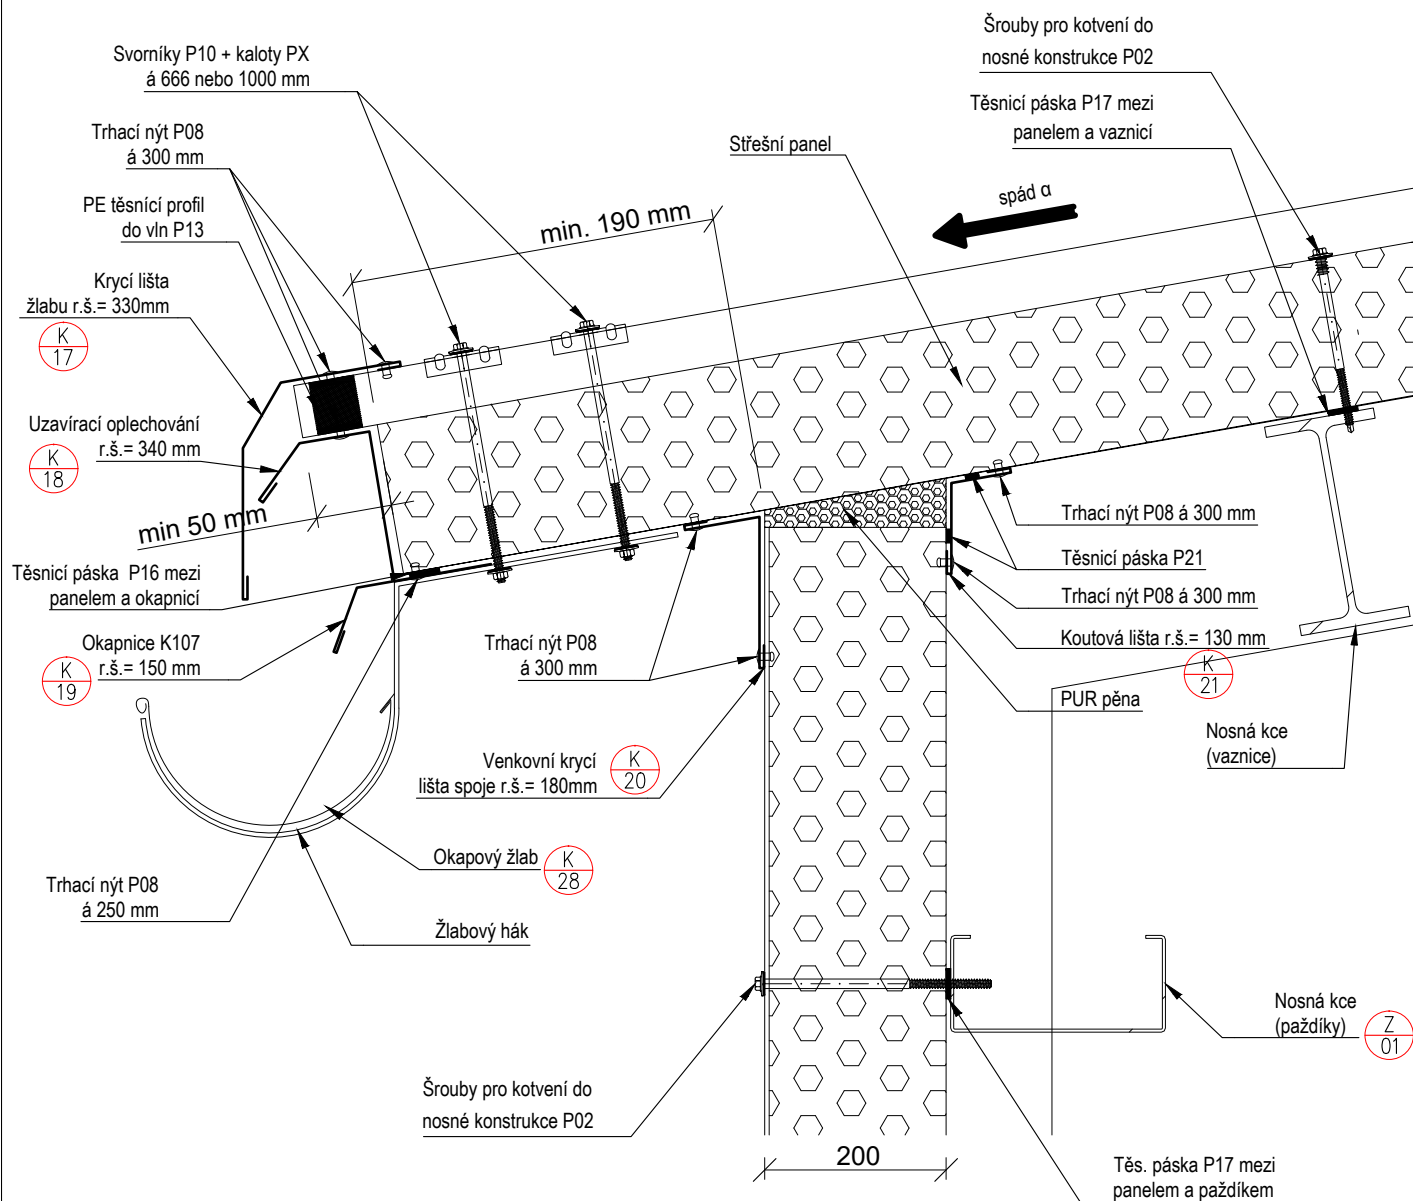 Šrouby pro kotvení do
nosné konstrukce P02
Svorníky P10 + kaloty PX
á 666 nebo 1000 mm
Těsnicí páska P17 mezi
panelem a vaznicí
Trhací nýt P08
á 300 mm
Střešní panel
spád α
PE těsnící profil
do vln P13
min. 190 mm
Krycí lišta
žlabu r.š.= 330mm
K
17
Uzavírací oplechování
r.š.= 340 mm
K
18
min 50 mm
Trhací nýt P08 á 300 mm
Těsnicí páska P21
Těsnicí páska P16 mezi
panelem a okapnicí
Trhací nýt P08 á 300 mm
Okapnice K107
r.š.= 150 mm
K
19
Trhací nýt P08
á 300 mm
Koutová lišta r.š.= 130 mm
K
21
PUR pěna
Nosná kce
(vaznice)
Venkovní krycí
lišta spoje r.š.= 180mm
K
20
Okapový žlab
K
28
Trhací nýt P08
á 250 mm
Žlabový hák
Nosná kce
(paždíky)
Z
01
Šrouby pro kotvení do
nosné konstrukce P02
200
Těs. páska P17 mezi
panelem a paždíkem